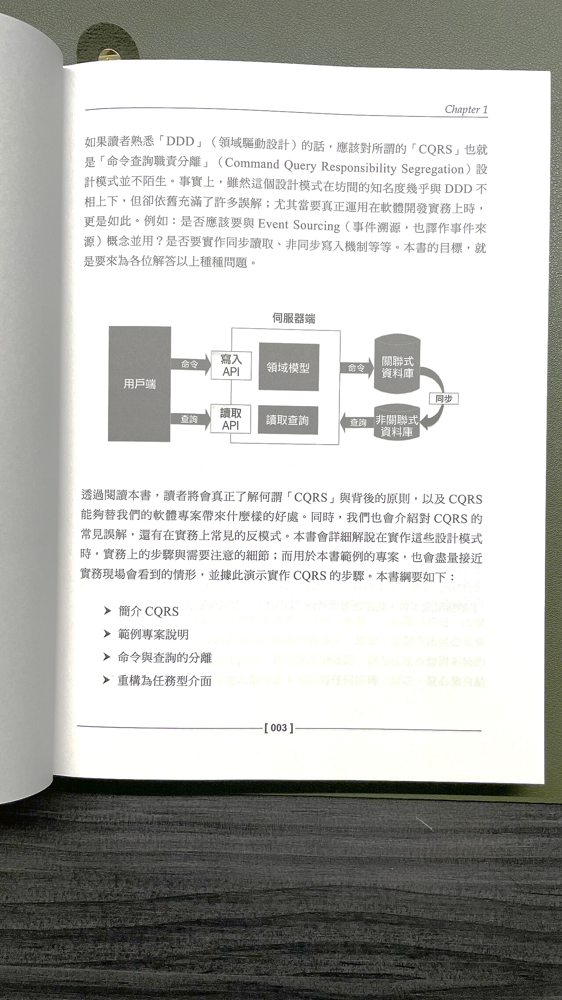 Chapter 1
如果讀者熟悉「DDD」（領域驅動設計）的話，應該對所謂的「CQRS」也就
是「命令查詢職責分離」（Command Query Responsibility Segregation）設
計模式並不陌生。事實上，雖然這個設計模式在坊間的知名度幾乎與 DDD 不
相上下，但卻依舊充滿了許多誤解；尤其當要真正運用在軟體開發實務上時，
更是如此。例如：是否應該要與 Event Sourcing（事件溯源，也譯作事件來
源）概念並用？是否要實作同步讀取、非同步寫入機制等等。本書的目標，就
是要來為各位解答以上種種問題。
伺服器端
用戶端
命令
寫入
API
領域模型
命令
關聯式
資料庫
同步
查詢
讀取
API
讀取查詢
查詢
非關聯式
資料庫
透過閱讀本書，讀者將會真正了解何謂「CQRS」與背後的原則，以及 CQRS
能夠替我們的軟體專案帶來什麼樣的好處。同時，我們也會介紹對 CQRS 的
常見誤解，還有在實務上常見的反模式。本書會詳細解說在實作這些設計模式
時，實務上的步驟與需要注意的細節；而用於本書範例的專案，也會盡量接近
實務現場會看到的情形，並據此演示實作 CQRS 的步驟。本書綱要如下：
➤ 簡介 CQRS
➤ 範例專案說明
➤ 命令與查詢的分離
➤ 重構為任務型介面
[ 003 ]